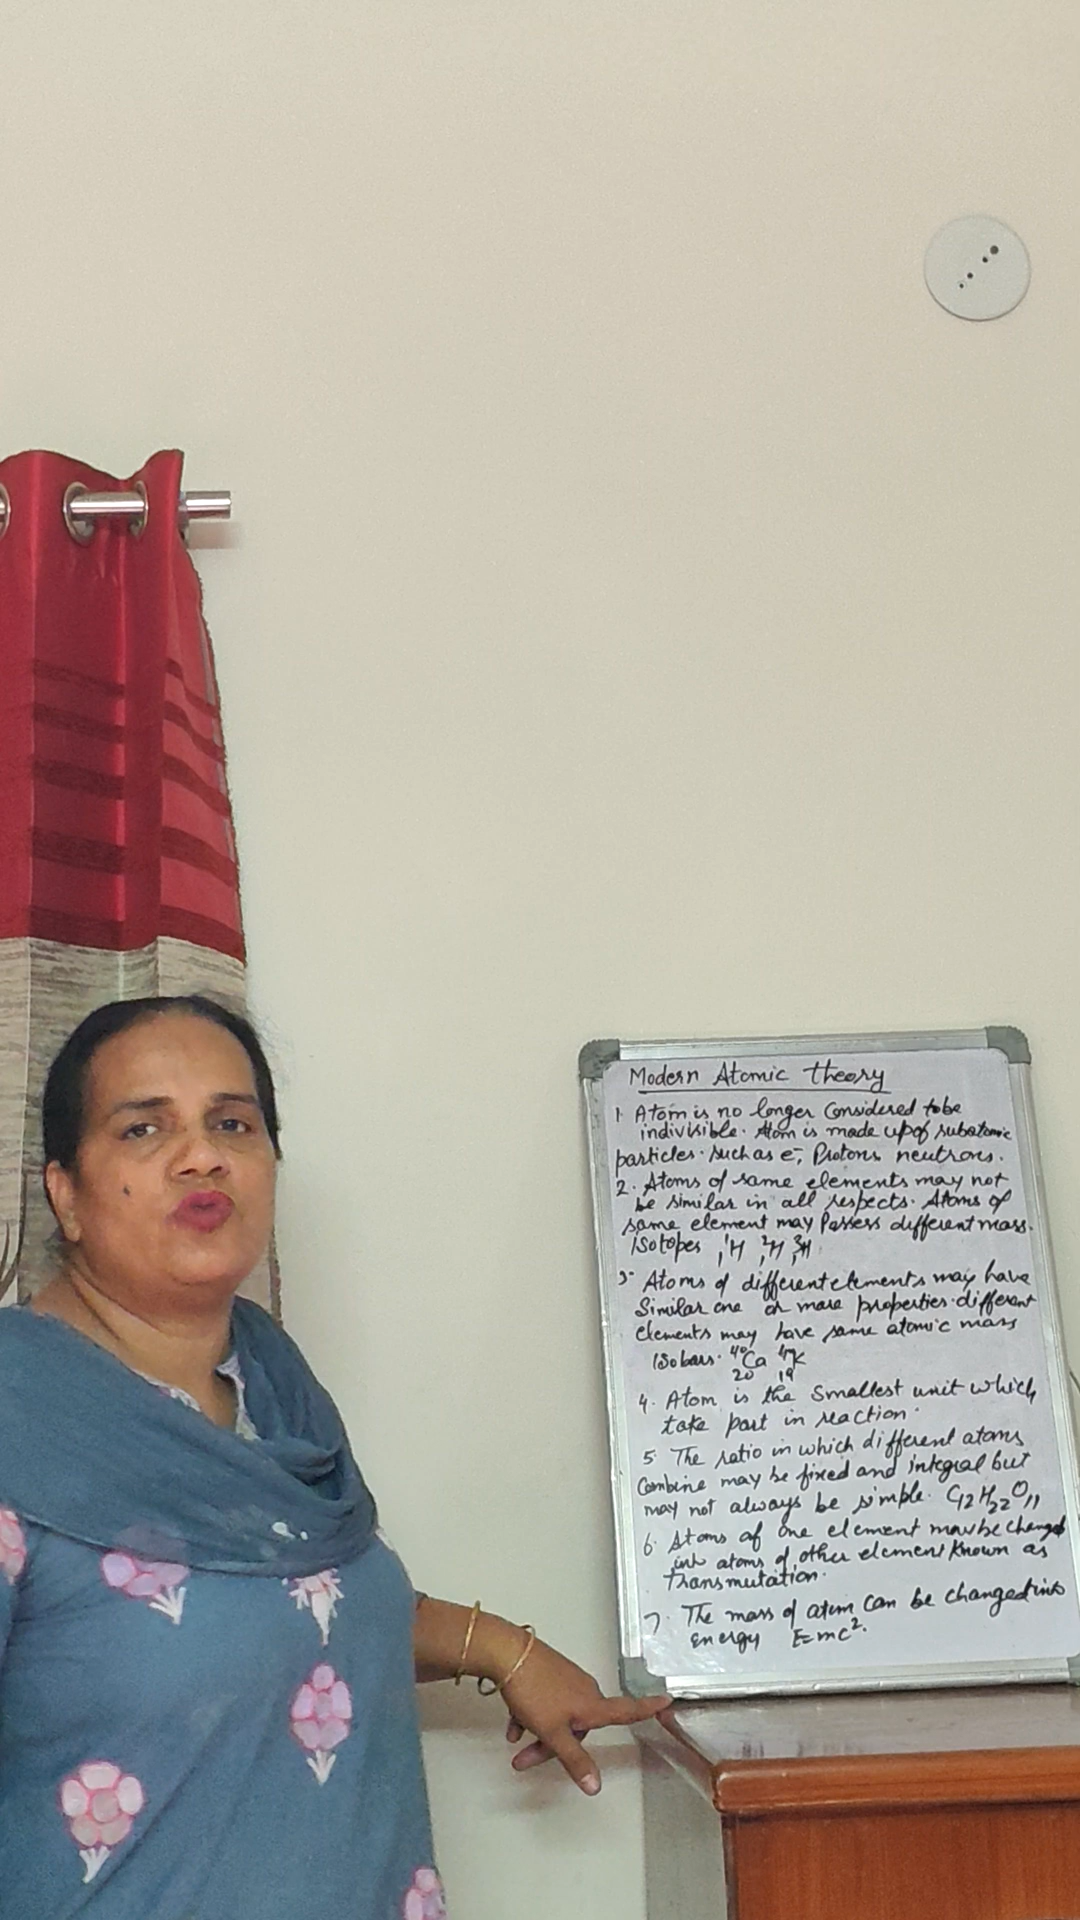 Modern Atomic theory
1. Atom is no longer Considered to be
indivisible. Atom is made up of subatomic
particles. such as e-, Protons neutrons.
2. Atoms of same elements may not
be similar in all respects. Atoms of
same element may Possess different mass.
Isotopes ¹₁H ²₁H ³₁H
3. Atoms of different elements may have
Similar one or more properties. different
elements may have same atomic mass
Isobars. ⁴⁰₂₀Ca ⁴⁰₁₉K
4. Atom is the Smallest unit which
take part in reaction.
5. The ratio in which different atoms
Combine may be fixed and integral but
may not always be simple. C₁₂H₂₂O₁₁
6. Atoms of one element may be changed
into atoms of other element Known as
Transmutation.
7. The mass of atom can be changed into
energy E=mc².